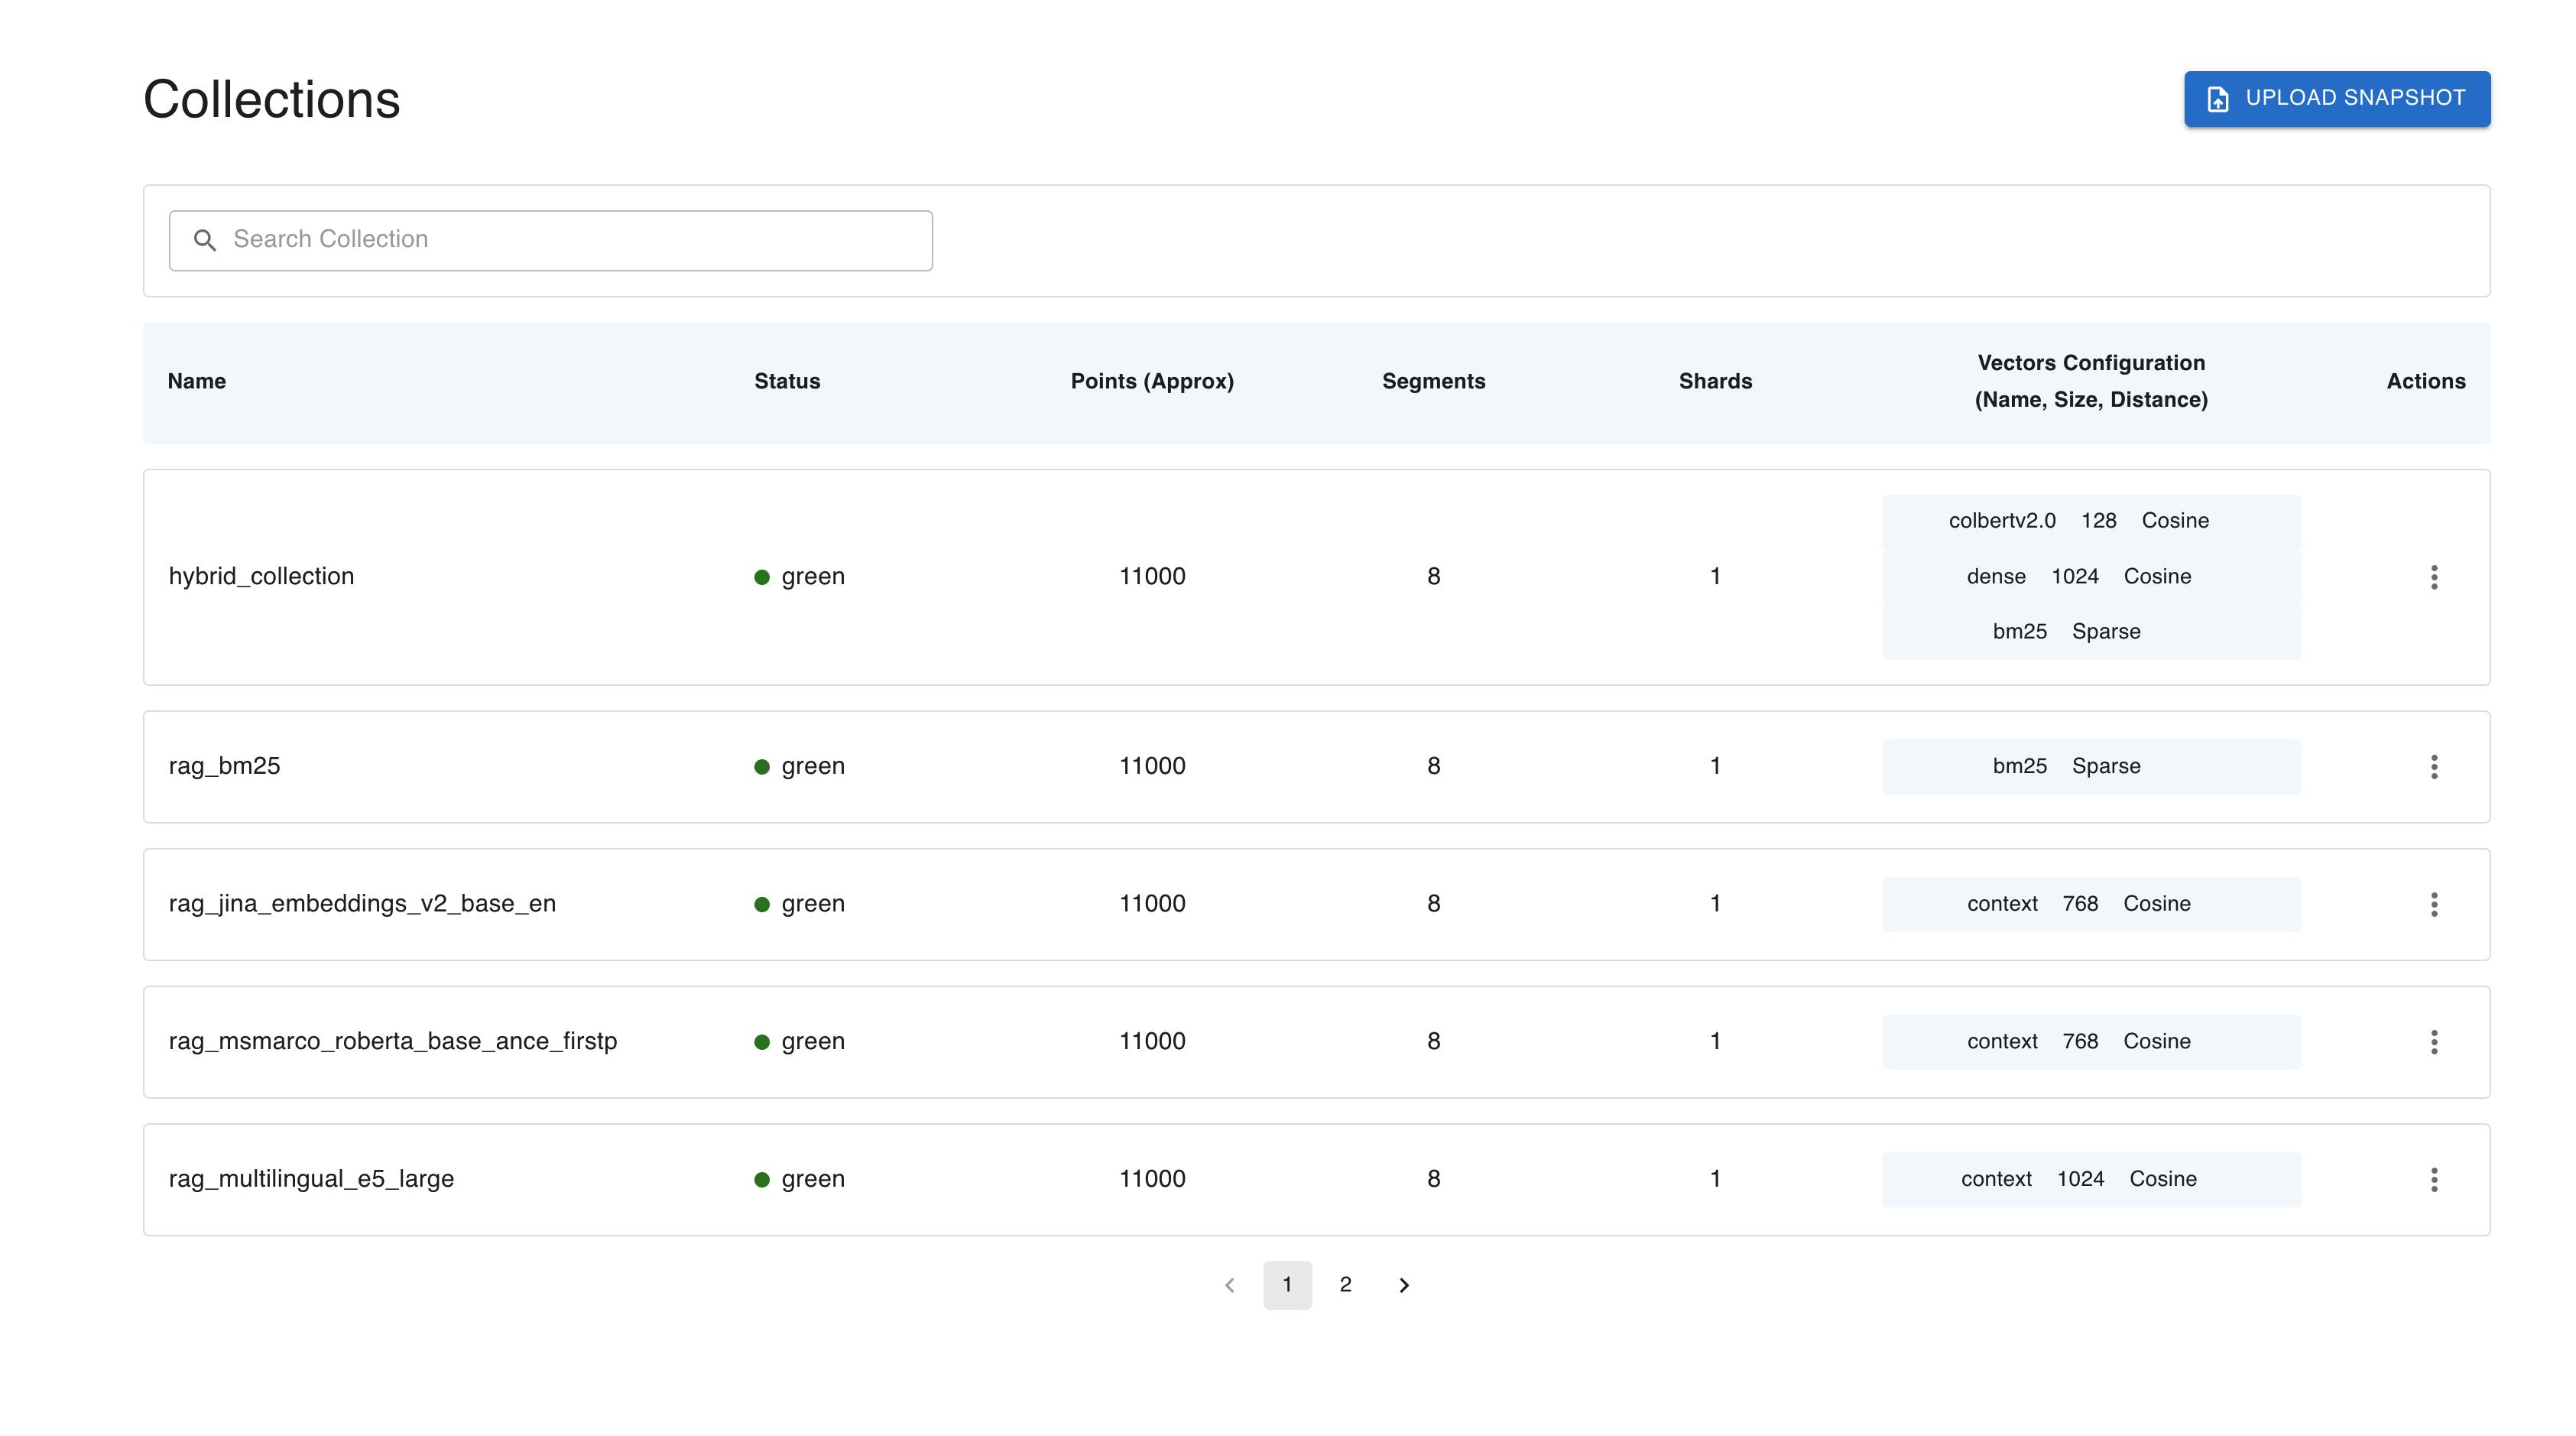 Collections
UPLOAD SNAPSHOT
Search Collection
Name Status Points (Approx) Segments Shards Vectors Configuration (Name, Size, Distance) Actions
colbertv2.0 128 Cosine
hybrid_collection green 11000 8 1 dense 1024 Cosine
bm25 Sparse
rag_bm25 green 11000 8 1 bm25 Sparse
rag_jina_embeddings_v2_base_en green 11000 8 1 context 768 Cosine
rag_msmarco_roberta_base_ance_firstp green 11000 8 1 context 768 Cosine
rag_multilingual_e5_large green 11000 8 1 context 1024 Cosine
1 2